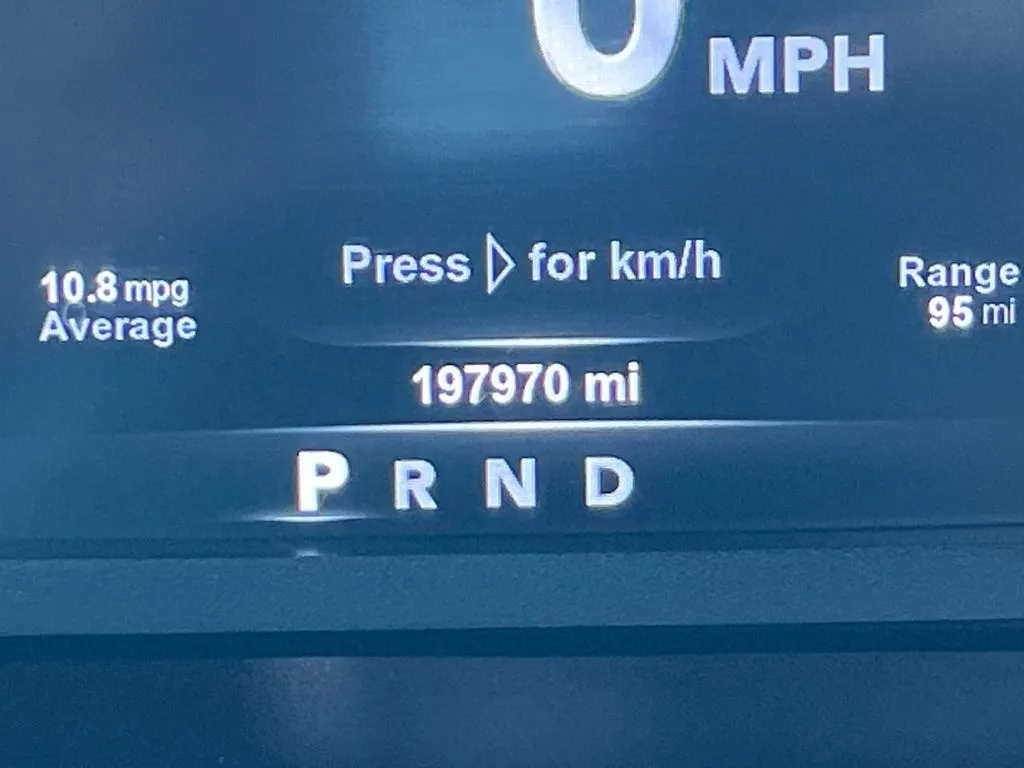 0 MPH
Press ▷ for km/h
10.8 mpg
Average
Range
95 mi
197970 mi
P R N D